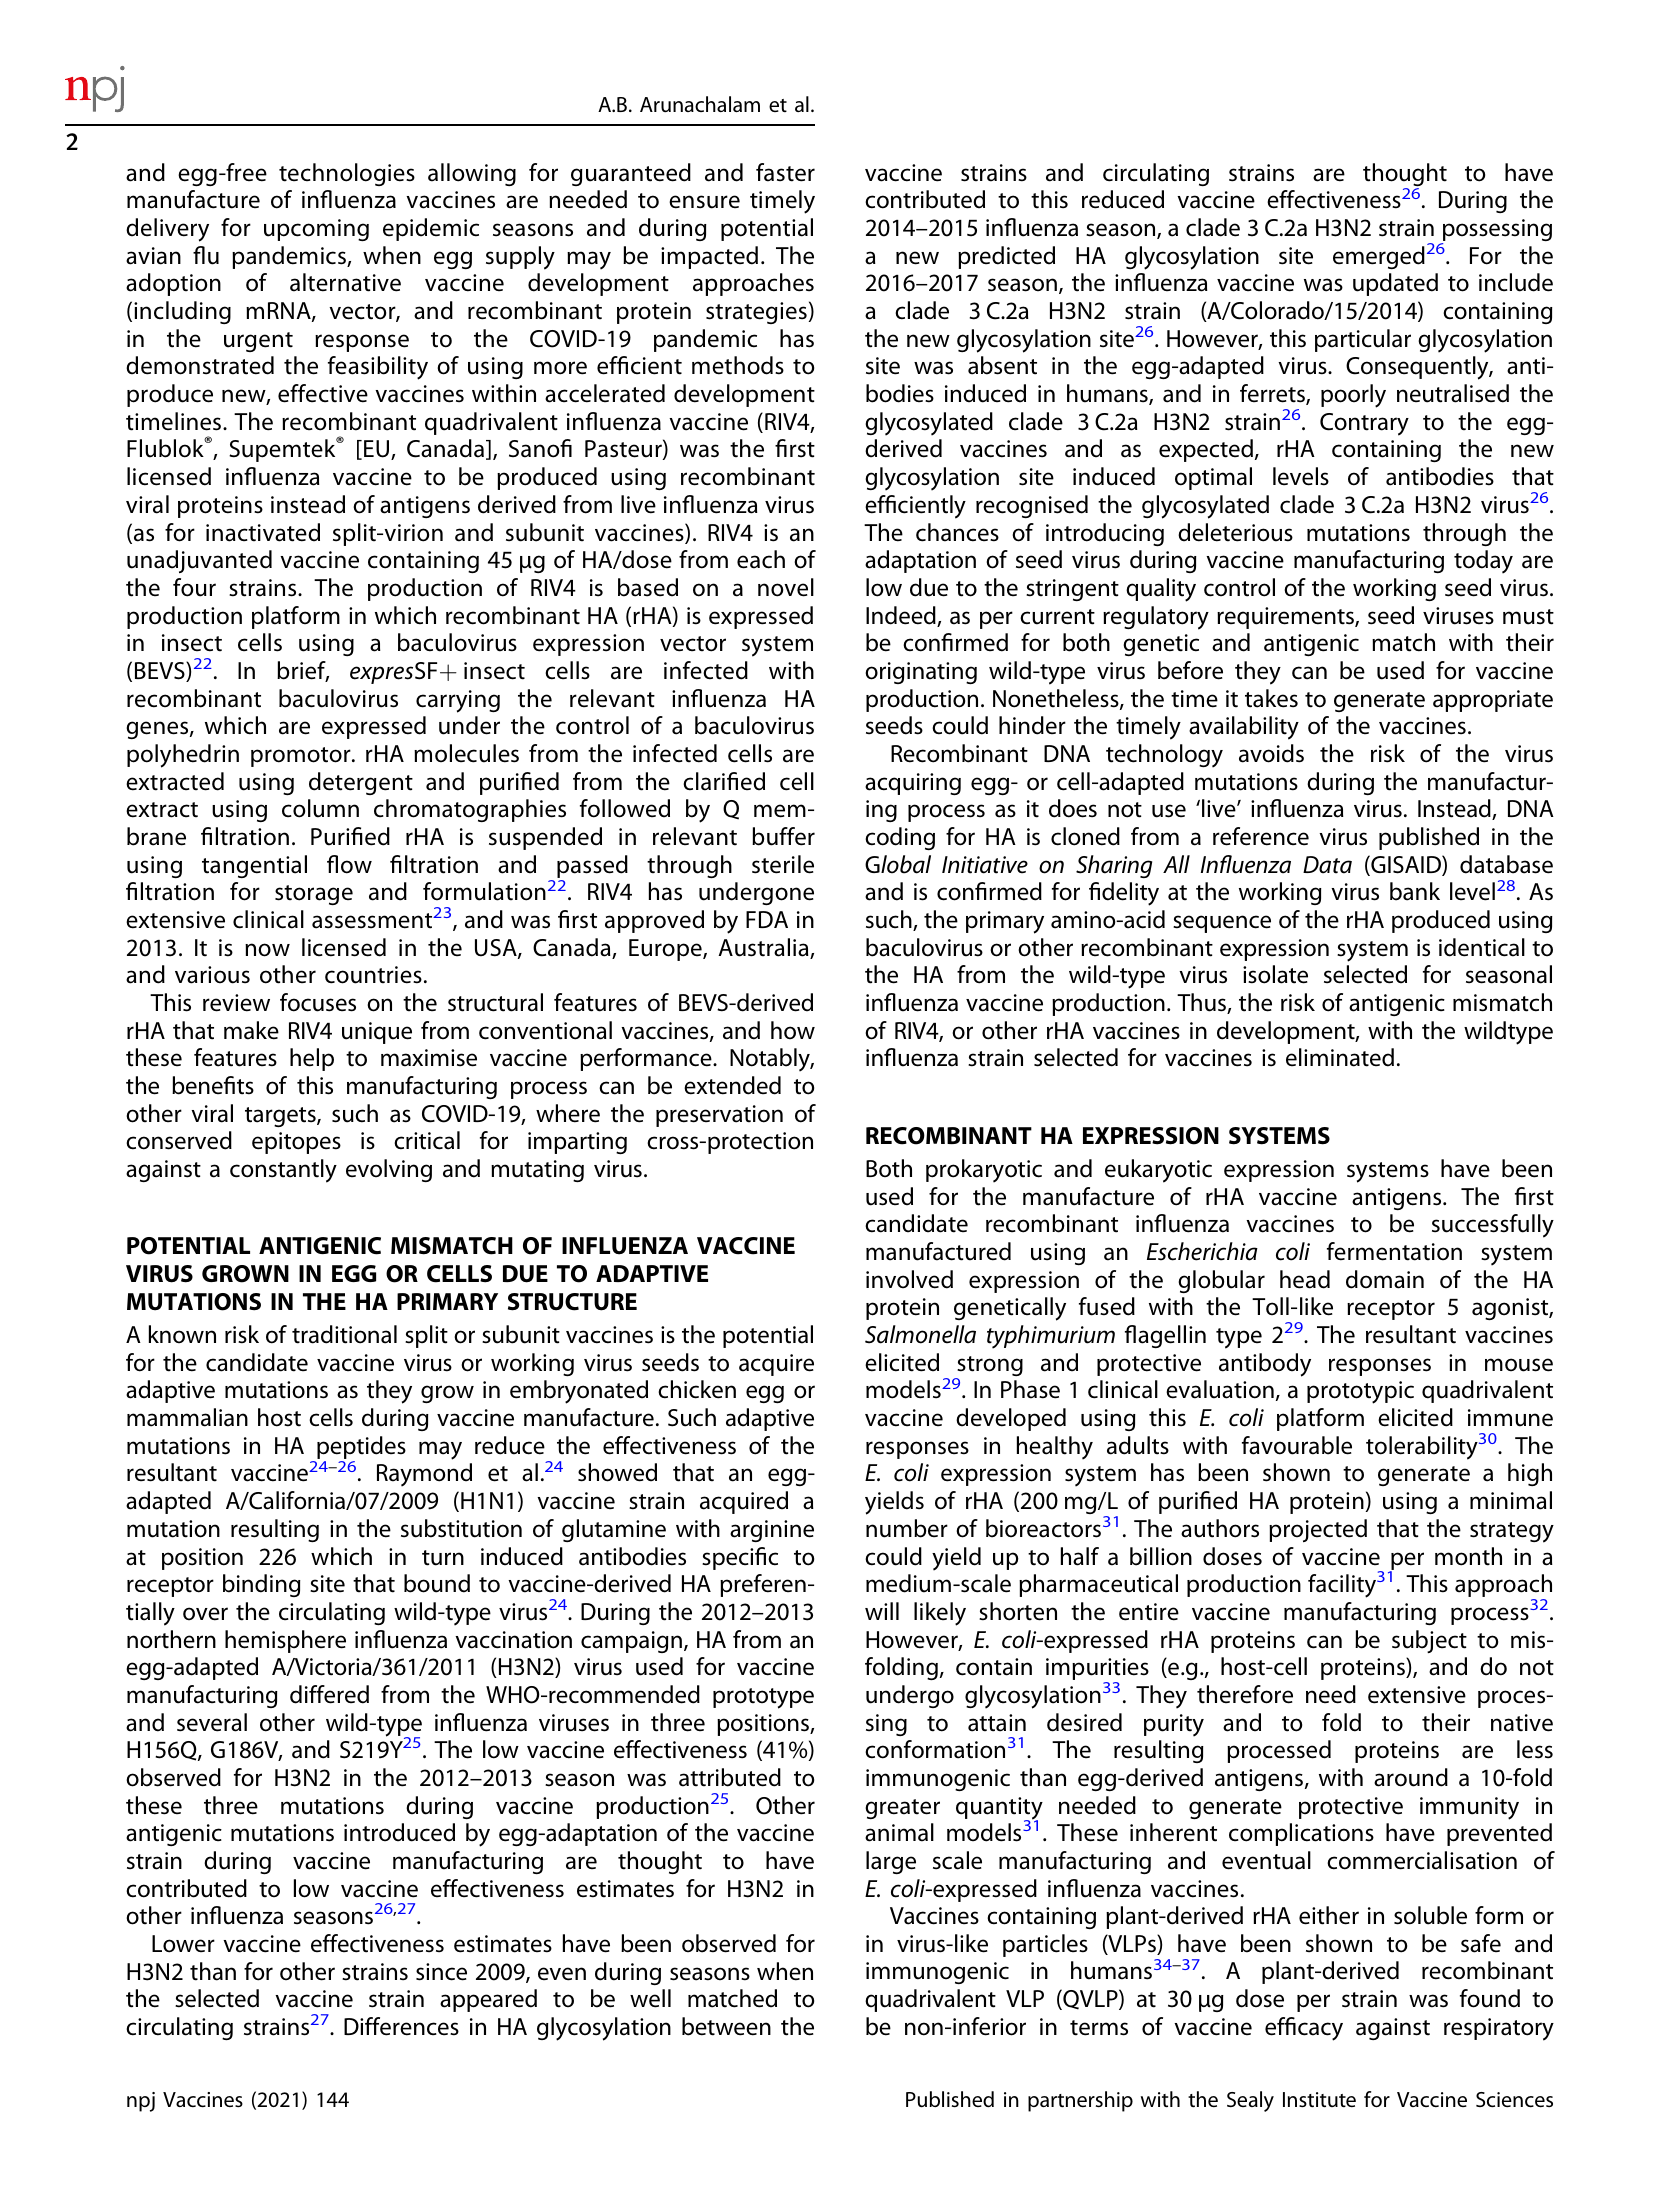 npj
A.B. Arunachalam et al.
2
and egg-free technologies allowing for guaranteed and faster
manufacture of influenza vaccines are needed to ensure timely
delivery for upcoming epidemic seasons and during potential
avian flu pandemics, when egg supply may be impacted. The
adoption of alternative vaccine development approaches
(including mRNA, vector, and recombinant protein strategies)
in the urgent response to the COVID-19 pandemic has
demonstrated the feasibility of using more efficient methods to
produce new, effective vaccines within accelerated development
timelines. The recombinant quadrivalent influenza vaccine (RIV4,
Flublok®, Supemtek® [EU, Canada], Sanofi Pasteur) was the first
licensed influenza vaccine to be produced using recombinant
viral proteins instead of antigens derived from live influenza virus
(as for inactivated split-virion and subunit vaccines). RIV4 is an
unadjuvanted vaccine containing 45 µg of HA/dose from each of
the four strains. The production of RIV4 is based on a novel
production platform in which recombinant HA (rHA) is expressed
in insect cells using a baculovirus expression vector system
(BEVS)22. In brief, expresSF+ insect cells are infected with
recombinant baculovirus carrying the relevant influenza HA
genes, which are expressed under the control of a baculovirus
polyhedrin promotor. rHA molecules from the infected cells are
extracted using detergent and purified from the clarified cell
extract using column chromatographies followed by Q mem-
brane filtration. Purified rHA is suspended in relevant buffer
using tangential flow filtration and passed through sterile
filtration for storage and formulation22. RIV4 has undergone
extensive clinical assessment23, and was first approved by FDA in
2013. It is now licensed in the USA, Canada, Europe, Australia,
and various other countries.
This review focuses on the structural features of BEVS-derived
rHA that make RIV4 unique from conventional vaccines, and how
these features help to maximise vaccine performance. Notably,
the benefits of this manufacturing process can be extended to
other viral targets, such as COVID-19, where the preservation of
conserved epitopes is critical for imparting cross-protection
against a constantly evolving and mutating virus.
POTENTIAL ANTIGENIC MISMATCH OF INFLUENZA VACCINE
VIRUS GROWN IN EGG OR CELLS DUE TO ADAPTIVE
MUTATIONS IN THE HA PRIMARY STRUCTURE
A known risk of traditional split or subunit vaccines is the potential
for the candidate vaccine virus or working virus seeds to acquire
adaptive mutations as they grow in embryonated chicken egg or
mammalian host cells during vaccine manufacture. Such adaptive
mutations in HA peptides may reduce the effectiveness of the
resultant vaccine24–26. Raymond et al.24 showed that an egg-
adapted A/California/07/2009 (H1N1) vaccine strain acquired a
mutation resulting in the substitution of glutamine with arginine
at position 226 which in turn induced antibodies specific to
receptor binding site that bound to vaccine-derived HA preferen-
tially over the circulating wild-type virus24. During the 2012–2013
northern hemisphere influenza vaccination campaign, HA from an
egg-adapted A/Victoria/361/2011 (H3N2) virus used for vaccine
manufacturing differed from the WHO-recommended prototype
and several other wild-type influenza viruses in three positions,
H156Q, G186V, and S219Y25. The low vaccine effectiveness (41%)
observed for H3N2 in the 2012–2013 season was attributed to
these three mutations during vaccine production25. Other
antigenic mutations introduced by egg-adaptation of the vaccine
strain during vaccine manufacturing are thought to have
contributed to low vaccine effectiveness estimates for H3N2 in
other influenza seasons26,27.
Lower vaccine effectiveness estimates have been observed for
H3N2 than for other strains since 2009, even during seasons when
the selected vaccine strain appeared to be well matched to
circulating strains27. Differences in HA glycosylation between the
vaccine strains and circulating strains are thought to have
contributed to this reduced vaccine effectiveness26. During the
2014–2015 influenza season, a clade 3 C.2a H3N2 strain possessing
a new predicted HA glycosylation site emerged26. For the
2016–2017 season, the influenza vaccine was updated to include
a clade 3 C.2a H3N2 strain (A/Colorado/15/2014) containing
the new glycosylation site26. However, this particular glycosylation
site was absent in the egg-adapted virus. Consequently, anti-
bodies induced in humans, and in ferrets, poorly neutralised the
glycosylated clade 3 C.2a H3N2 strain26. Contrary to the egg-
derived vaccines and as expected, rHA containing the new
glycosylation site induced optimal levels of antibodies that
efficiently recognised the glycosylated clade 3 C.2a H3N2 virus26.
The chances of introducing deleterious mutations through the
adaptation of seed virus during vaccine manufacturing today are
low due to the stringent quality control of the working seed virus.
Indeed, as per current regulatory requirements, seed viruses must
be confirmed for both genetic and antigenic match with their
originating wild-type virus before they can be used for vaccine
production. Nonetheless, the time it takes to generate appropriate
seeds could hinder the timely availability of the vaccines.
Recombinant DNA technology avoids the risk of the virus
acquiring egg- or cell-adapted mutations during the manufactur-
ing process as it does not use ‘live’ influenza virus. Instead, DNA
coding for HA is cloned from a reference virus published in the
Global Initiative on Sharing All Influenza Data (GISAID) database
and is confirmed for fidelity at the working virus bank level28. As
such, the primary amino-acid sequence of the rHA produced using
baculovirus or other recombinant expression system is identical to
the HA from the wild-type virus isolate selected for seasonal
influenza vaccine production. Thus, the risk of antigenic mismatch
of RIV4, or other rHA vaccines in development, with the wildtype
influenza strain selected for vaccines is eliminated.
RECOMBINANT HA EXPRESSION SYSTEMS
Both prokaryotic and eukaryotic expression systems have been
used for the manufacture of rHA vaccine antigens. The first
candidate recombinant influenza vaccines to be successfully
manufactured using an Escherichia coli fermentation system
involved expression of the globular head domain of the HA
protein genetically fused with the Toll-like receptor 5 agonist,
Salmonella typhimurium flagellin type 229. The resultant vaccines
elicited strong and protective antibody responses in mouse
models29. In Phase 1 clinical evaluation, a prototypic quadrivalent
vaccine developed using this E. coli platform elicited immune
responses in healthy adults with favourable tolerability30. The
E. coli expression system has been shown to generate a high
yields of rHA (200 mg/L of purified HA protein) using a minimal
number of bioreactors31. The authors projected that the strategy
could yield up to half a billion doses of vaccine per month in a
medium-scale pharmaceutical production facility31. This approach
will likely shorten the entire vaccine manufacturing process32.
However, E. coli-expressed rHA proteins can be subject to mis-
folding, contain impurities (e.g., host-cell proteins), and do not
undergo glycosylation33. They therefore need extensive proces-
sing to attain desired purity and to fold to their native
conformation31. The resulting processed proteins are less
immunogenic than egg-derived antigens, with around a 10-fold
greater quantity needed to generate protective immunity in
animal models31. These inherent complications have prevented
large scale manufacturing and eventual commercialisation of
E. coli-expressed influenza vaccines.
Vaccines containing plant-derived rHA either in soluble form or
in virus-like particles (VLPs) have been shown to be safe and
immunogenic in humans34–37. A plant-derived recombinant
quadrivalent VLP (QVLP) at 30 µg dose per strain was found to
be non-inferior in terms of vaccine efficacy against respiratory
npj Vaccines (2021) 144
Published in partnership with the Sealy Institute for Vaccine Sciences